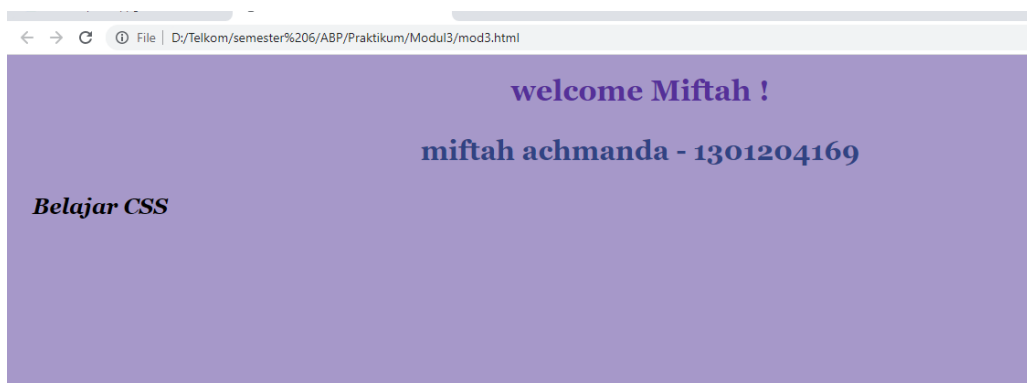 File | D:/Telkom/semester%206/ABP/Praktikum/Modul3/mod3.html
welcome Miftah !
miftah achmanda - 1301204169
Belajar CSS